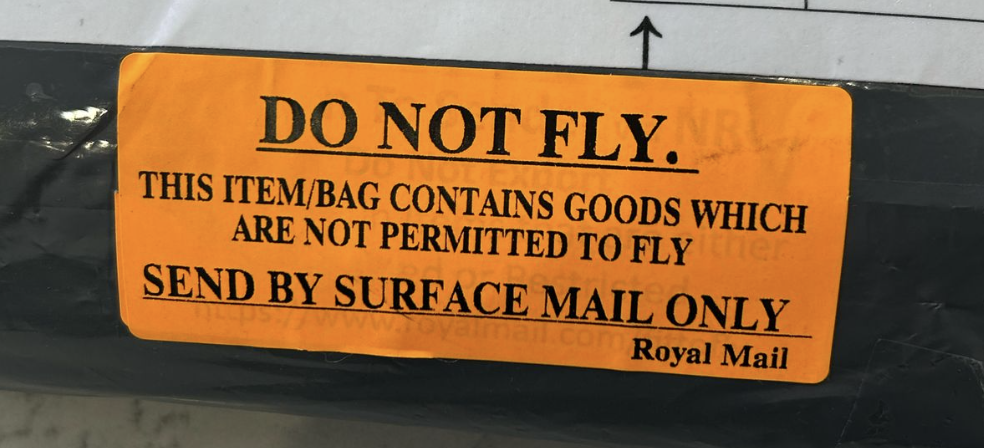 DO NOT FLY.
THIS ITEM/BAG CONTAINS GOODS WHICH
ARE NOT PERMITTED TO FLY
SEND BY SURFACE MAIL ONLY
Royal Mail